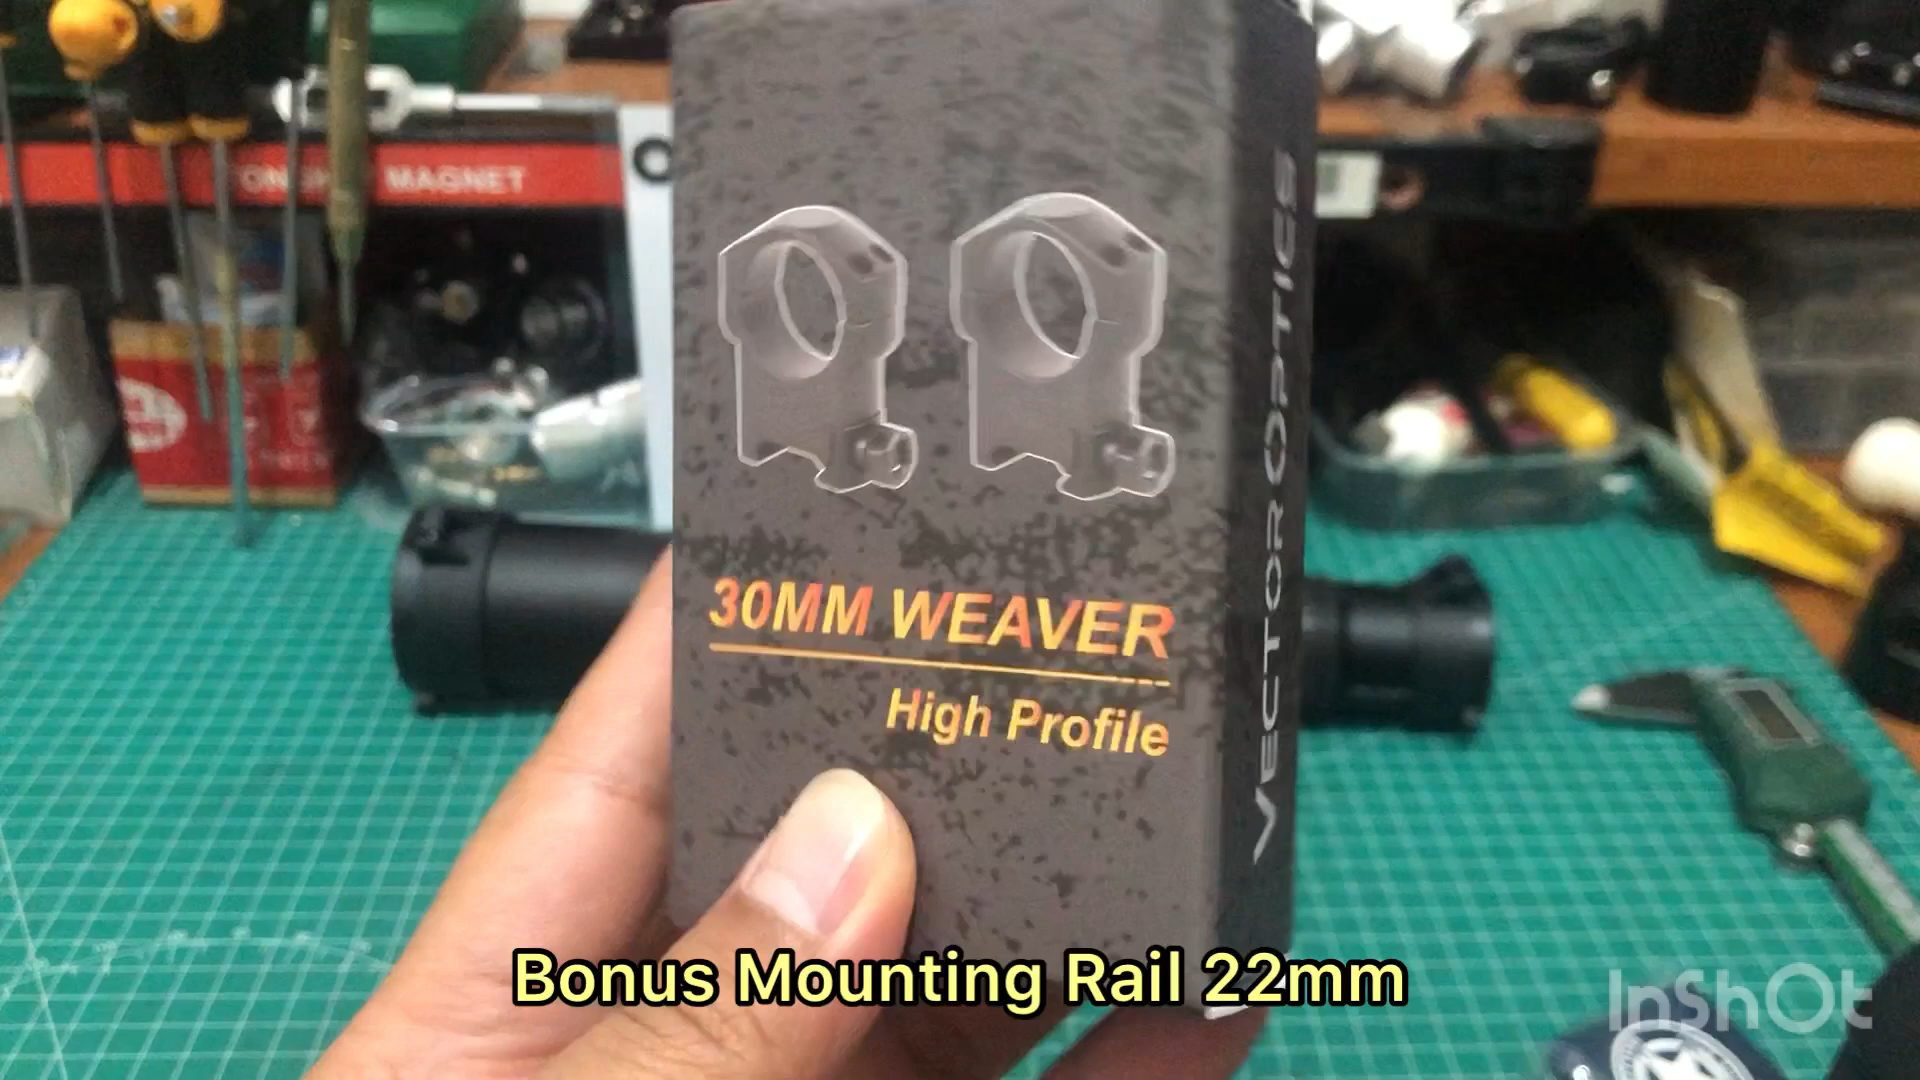 MAGNET
30MM WEAVER
High Profile
VECTOR OPTICS
Bonus Mounting Rail 22mm
InShOt